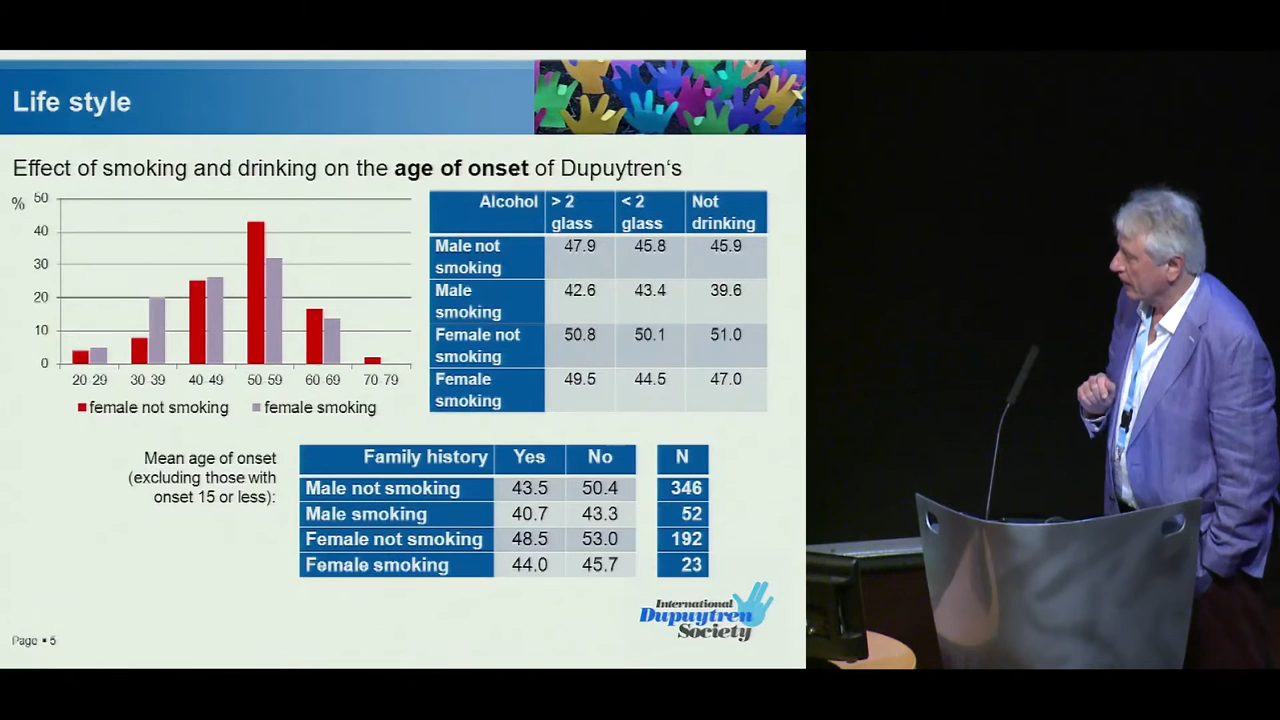 Life style
Effect of smoking and drinking on the age of onset of Dupuytren‘s
%
50
40
30
20
10
0
20 29 30 39 40 49 50 59 60 69 70 79
female not smoking female smoking
Alcohol > 2 glass < 2 glass Not drinking
Male not smoking 47.9 45.8 45.9
Male smoking 42.6 43.4 39.6
Female not smoking 50.8 50.1 51.0
Female smoking 49.5 44.5 47.0
Mean age of onset
(excluding those with
onset 15 or less):
Family history Yes No N
Male not smoking 43.5 50.4 346
Male smoking 40.7 43.3 52
Female not smoking 48.5 53.0 192
Female smoking 44.0 45.7 23
International
Dupuytren
Society
Page ▪ 5